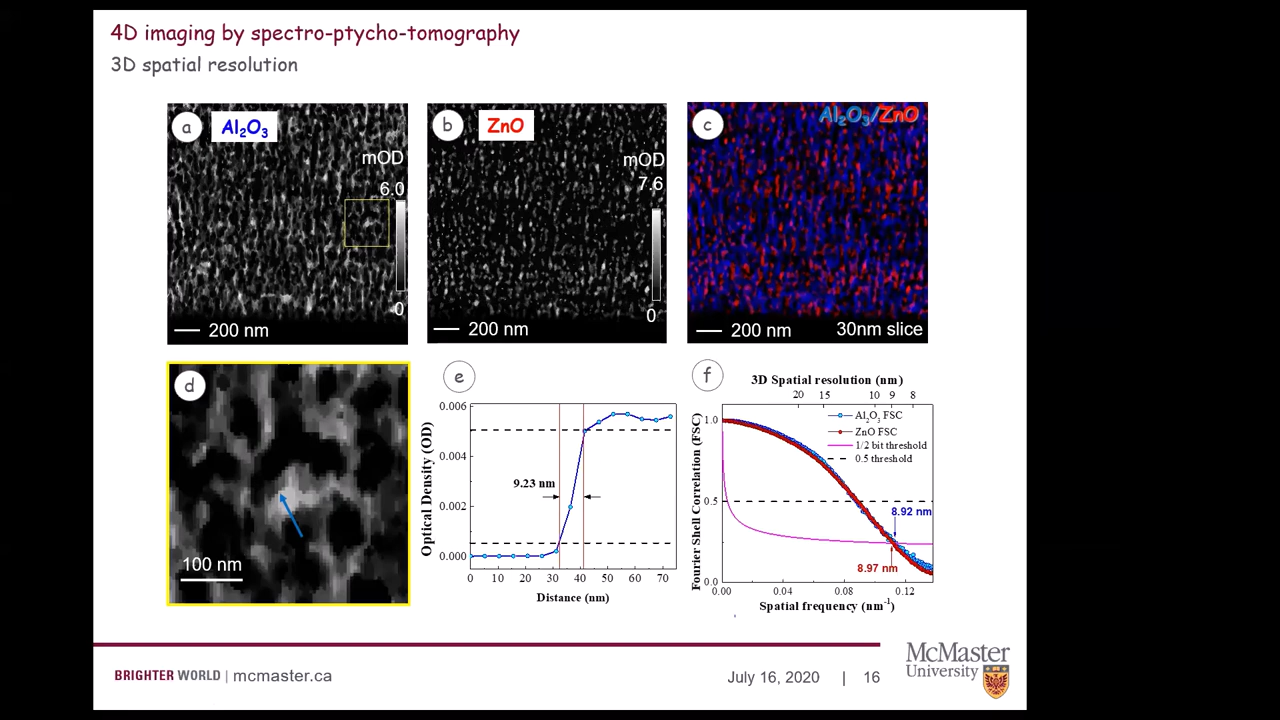 4D imaging by spectro-ptycho-tomography
3D spatial resolution
a
Al₂O₃
mOD
6.0
0
200 nm
b
ZnO
mOD
7.6
0
200 nm
c
Al₂O₃/ZnO
200 nm
30nm slice
d
100 nm
e
0.006
0.004
0.002
0.000
Optical Density (OD)
9.23 nm
0 10 20 30 40 50 60 70
Distance (nm)
f
3D Spatial resolution (nm)
20 15 10 9 8
Al₂O₃ FSC
ZnO FSC
1/2 bit threshold
0.5 threshold
1.0
0.5
0.0
Fourier Shell Correlation (FSC)
8.92 nm
8.97 nm
0.00 0.04 0.08 0.12
Spatial frequency (nm⁻¹)
BRIGHTER WORLD | mcmaster.ca
July 16, 2020 | 16
McMaster
University